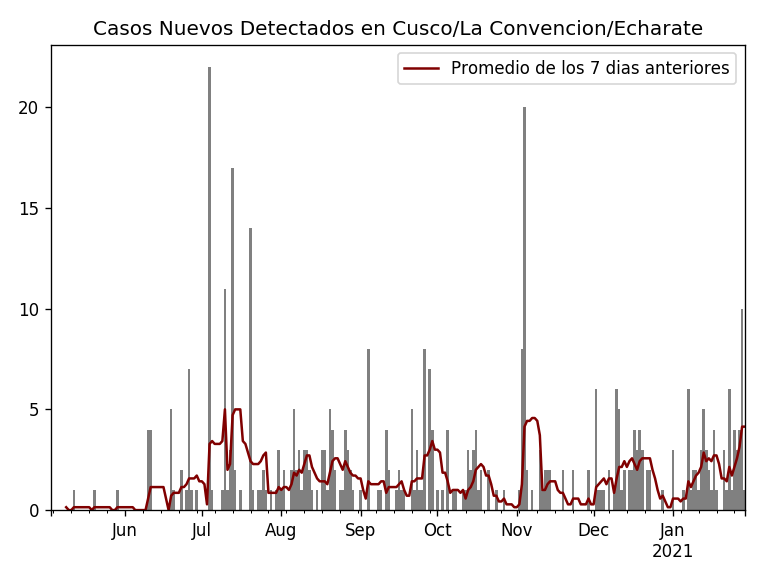 Casos Nuevos Detectados en Cusco/La Convencion/Echarate
Promedio de los 7 dias anteriores
20
15
10
5
0
Jun Jul Aug Sep Oct Nov Dec Jan
2021